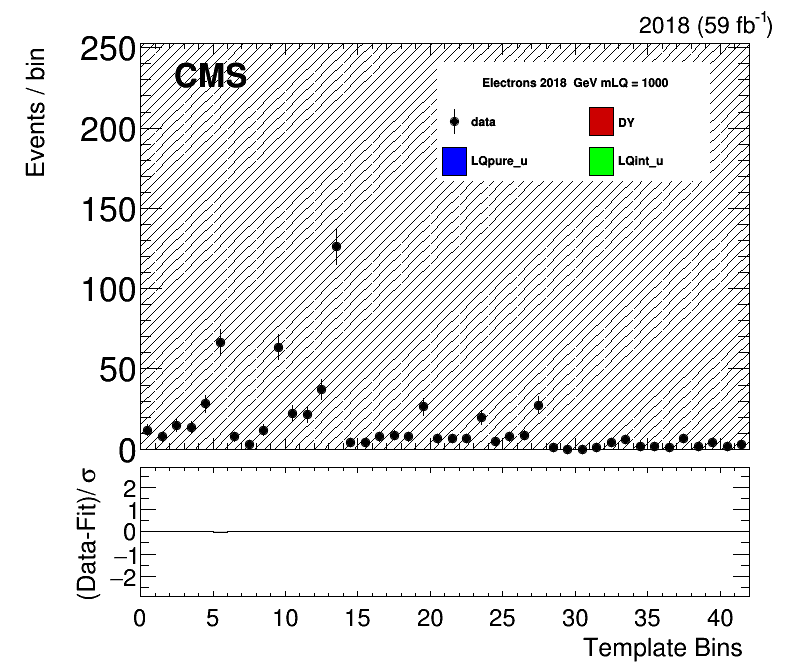 2018 (59 fb-1)
CMS
Electrons 2018 GeV mLQ = 1000
data
DY
LQpure_u
LQint_u
Events / bin
250
200
150
100
50
0
(Data-Fit)/ σ
2
1
0
−1
−2
0 5 10 15 20 25 30 35 40
Template Bins